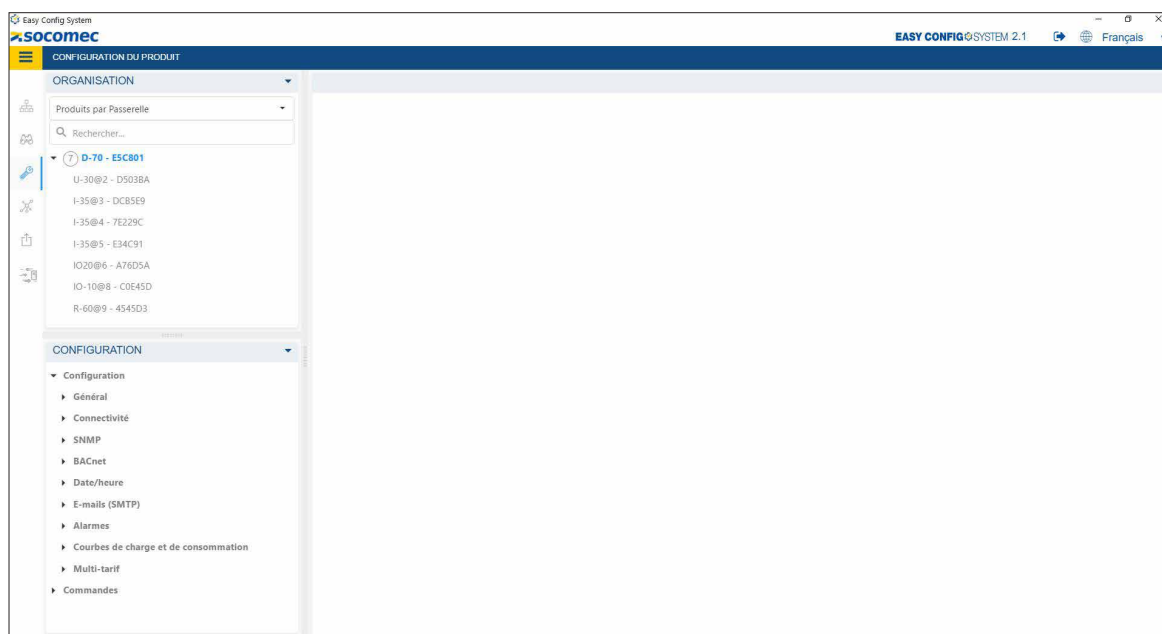 Easy Config System
socomec
EASY CONFIG SYSTEM 2.1
Français
CONFIGURATION DU PRODUIT
ORGANISATION
Produits par Passerelle
Rechercher...
7 D-70 - E5C801
U-30@2 - D503BA
I-35@3 - DCB5E9
I-35@4 - 7E229C
I-35@5 - E34C91
IO20@6 - A76D5A
IO-10@8 - C0E45D
R-60@9 - 4545D3
CONFIGURATION
Configuration
Général
Connectivité
SNMP
BACnet
Date/heure
E-mails (SMTP)
Alarmes
Courbes de charge et de consommation
Multi-tarif
Commandes